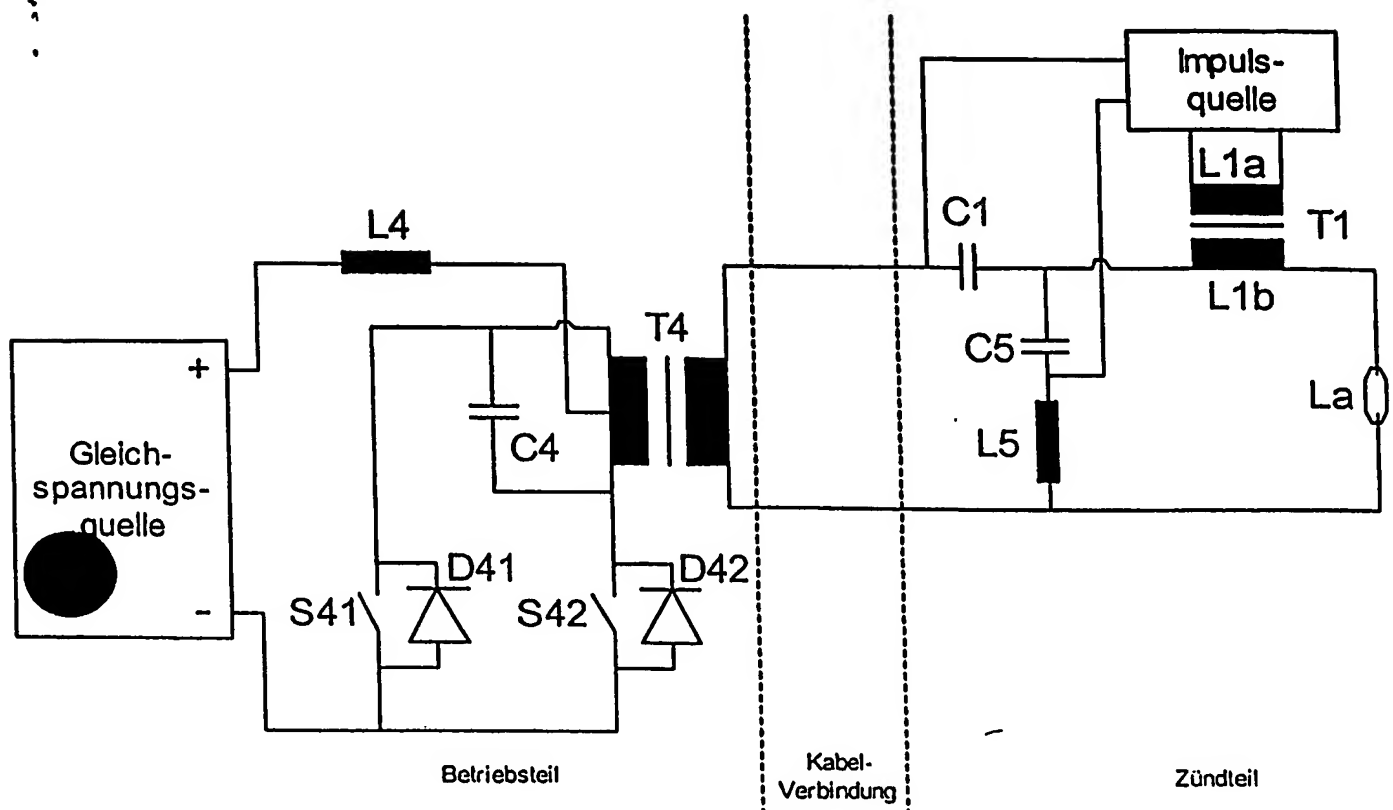 Impuls-
quelle
L1a
T1
C1
L4
L1b
T4
C5
+
La
C4
L5
Gleich-
spannungs-
quelle
D41
D42
S41
S42
-
Betriebsteil
Kabel-
Verbindung
Zündteil